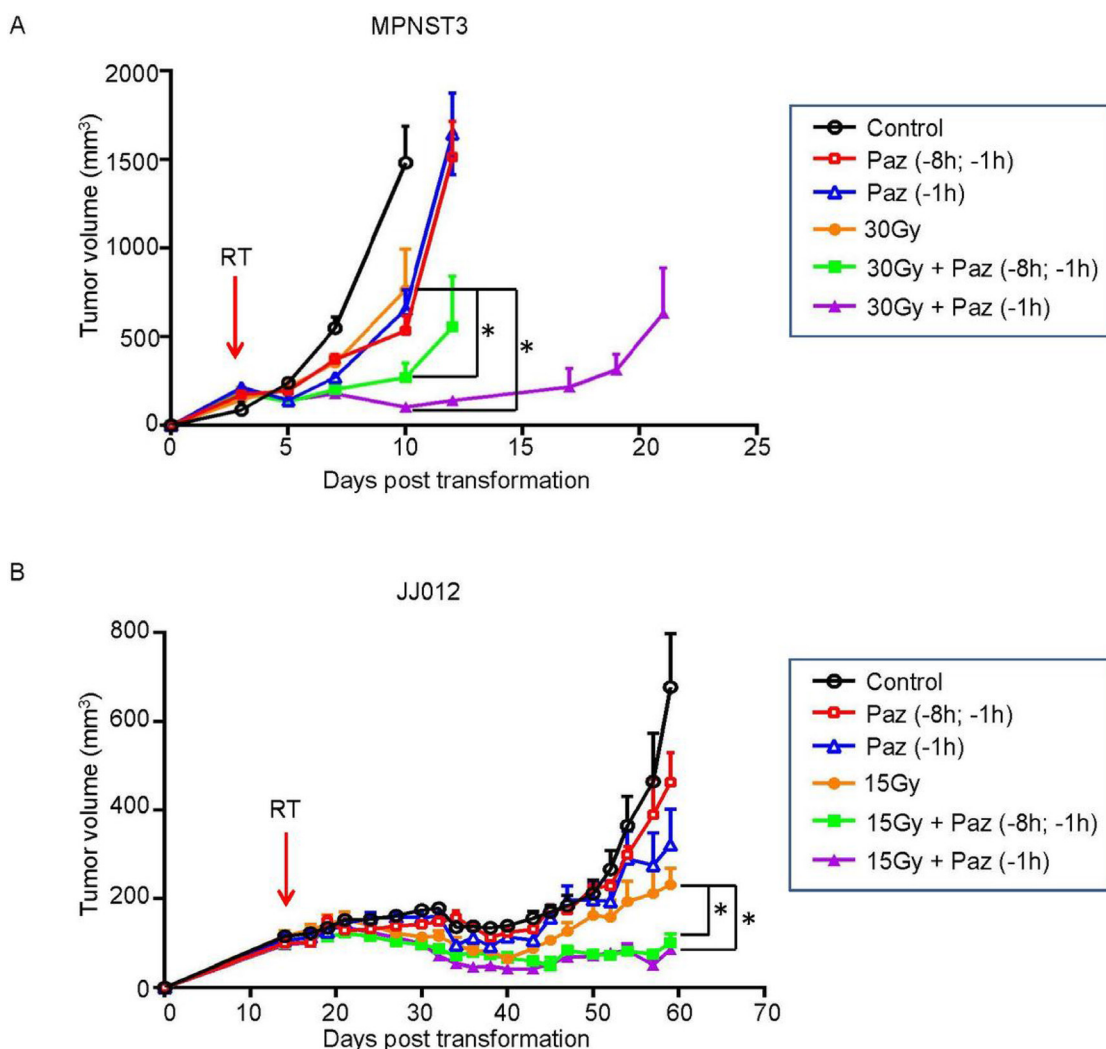 A
MPNST3
Tumor volume (mm³)
2000
1500
1000
500
0
RT
*
*
0 5 10 15 20 25
Days post transformation
Control
Paz (-8h; -1h)
Paz (-1h)
30Gy
30Gy + Paz (-8h; -1h)
30Gy + Paz (-1h)
B
JJ012
Tumor volume (mm³)
800
600
400
200
0
RT
*
*
0 10 20 30 40 50 60 70
Days post transformation
Control
Paz (-8h; -1h)
Paz (-1h)
15Gy
15Gy + Paz (-8h; -1h)
15Gy + Paz (-1h)